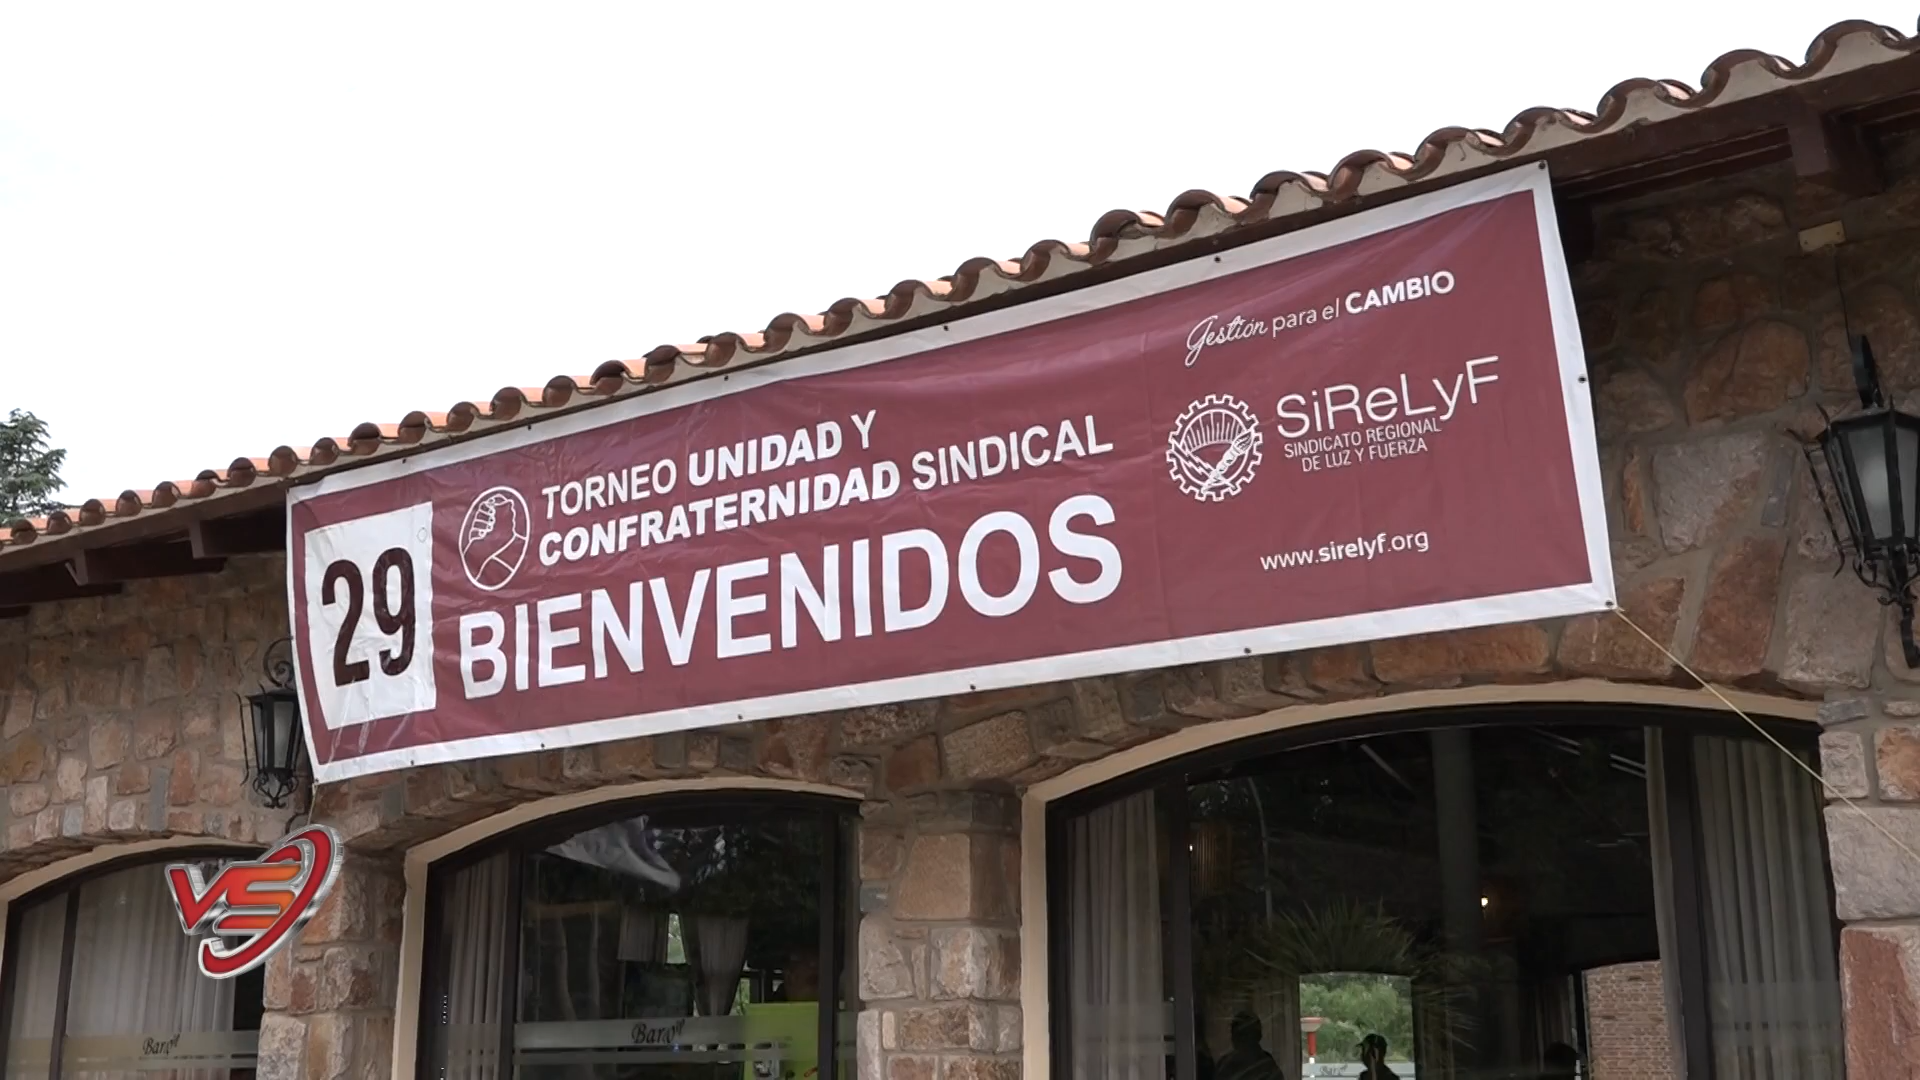 29
TORNEO UNIDAD Y
CONFRATERNIDAD SINDICAL
BIENVENIDOS
Gestión para el CAMBIO
SiReLyF
SINDICATO REGIONAL
DE LUZ Y FUERZA
www.sirelyf.org
VS